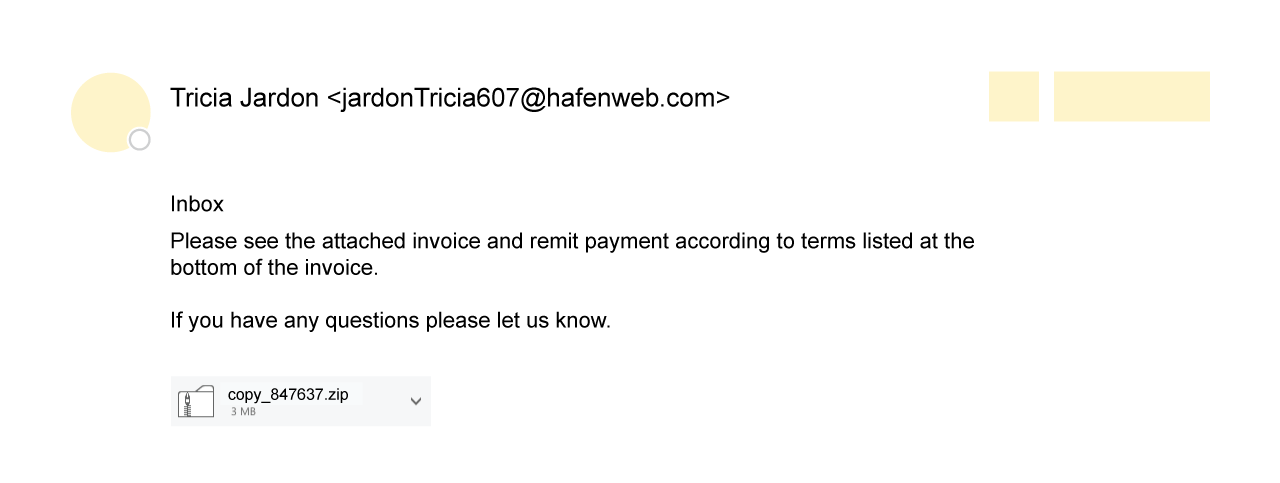 Tricia Jardon <jardonTricia607@hafenweb.com>
Inbox
Please see the attached invoice and remit payment according to terms listed at the
bottom of the invoice.
If you have any questions please let us know.
copy_847637.zip
3 MB